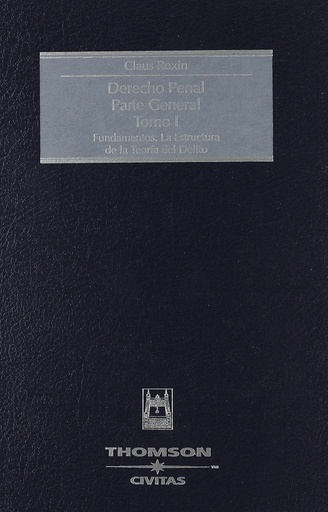 Claus Roxin
Derecho Penal
Parte General
Tomo I
Fundamentos. La Estructura
de la Teoría del Delito
THOMSON
CIVITAS